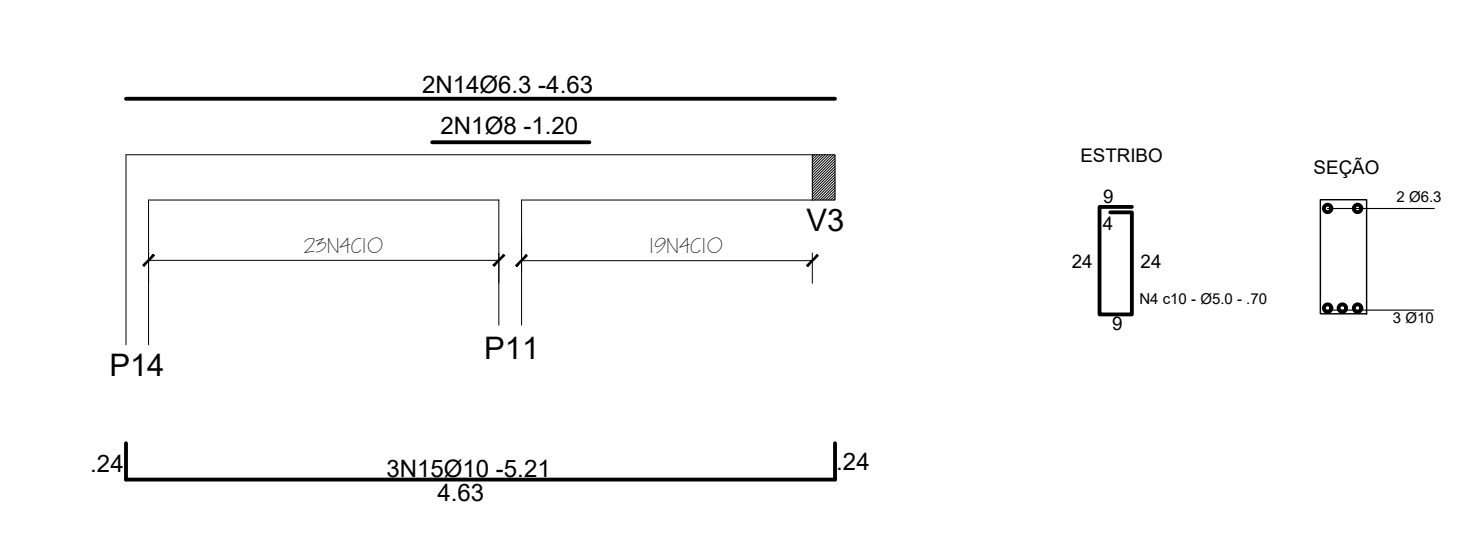 2N14Ø6.3 -4.63
2N1Ø8 -1.20
V3
23N4C10
19N4C10
P14
P11
.24
3N15Ø10 -5.21
4.63
.24
ESTRIBO
9
4
24
24
N4 c10 - Ø5.0 - .70
9
SEÇÃO
2 Ø6.3
3 Ø10